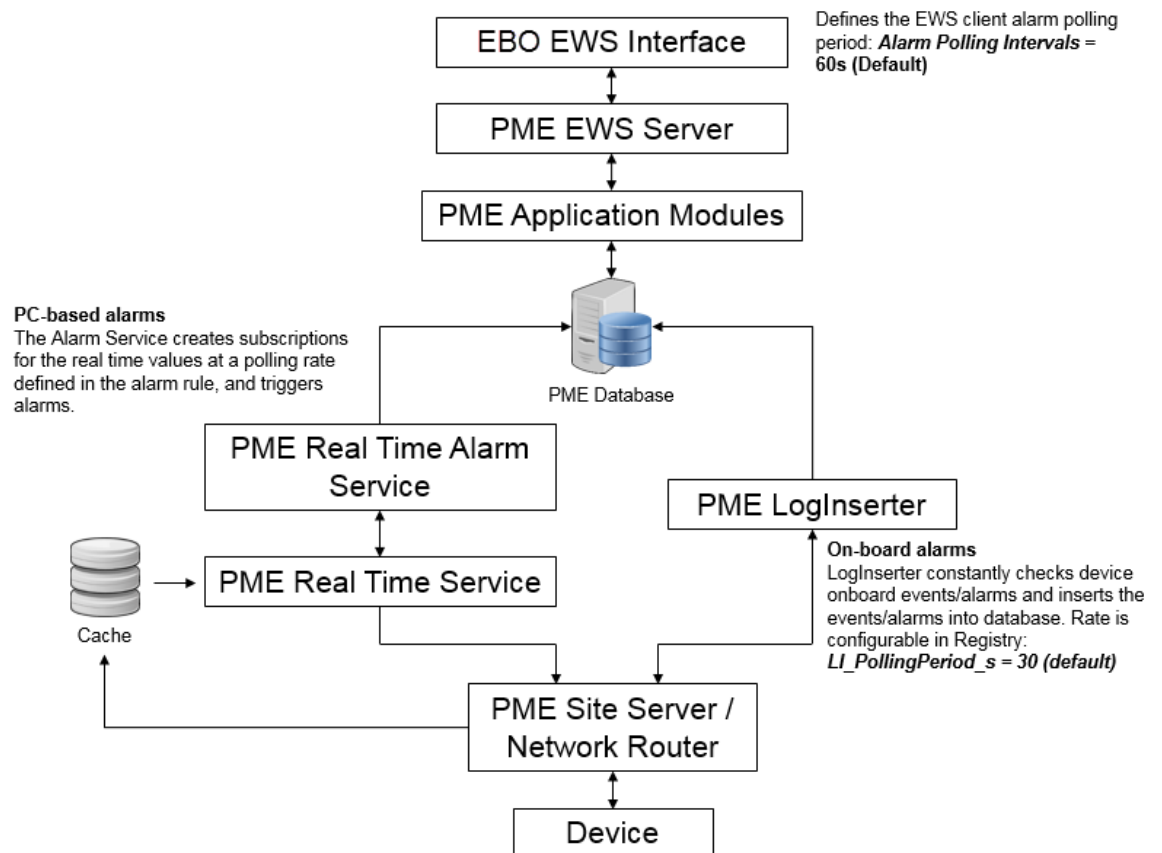 EBO EWS Interface
Defines the EWS client alarm polling
period: Alarm Polling Intervals =
60s (Default)
PME EWS Server
PME Application Modules
PME Database
PC-based alarms
The Alarm Service creates subscriptions
for the real time values at a polling rate
defined in the alarm rule, and triggers
alarms.
PME Real Time Alarm
Service
PME Real Time Service
Cache
PME LogInserter
On-board alarms
LogInserter constantly checks device
onboard events/alarms and inserts the
events/alarms into database. Rate is
configurable in Registry:
LI_PollingPeriod_s = 30 (default)
PME Site Server /
Network Router
Device